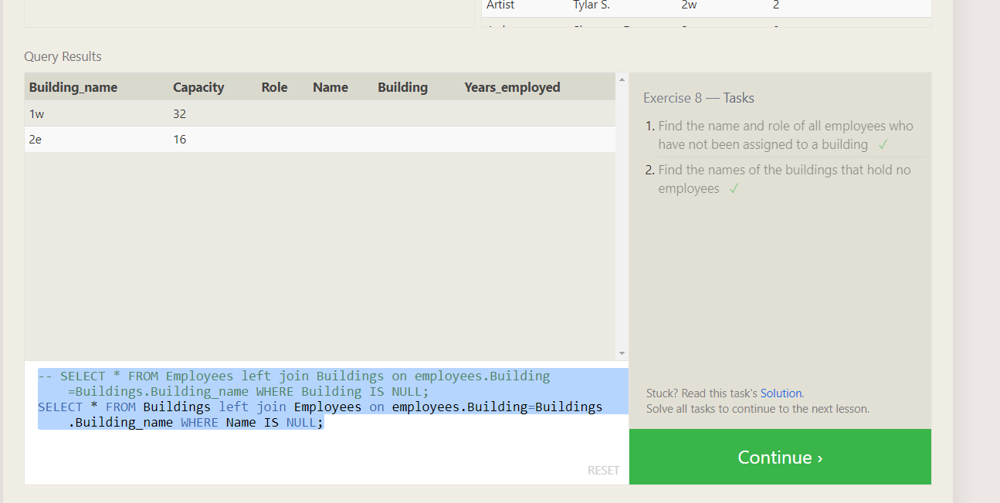 Artist Tylar S. 2w 2
Query Results
Building_name Capacity Role Name Building Years_employed
1w 32
2e 16
Exercise 8 — Tasks
1. Find the name and role of all employees who
have not been assigned to a building ✓
2. Find the names of the buildings that hold no
employees ✓
Stuck? Read this task's Solution.
Solve all tasks to continue to the next lesson.
-- SELECT * FROM Employees left join Buildings on employees.Building
=Buildings.Building_name WHERE Building IS NULL;
SELECT * FROM Buildings left join Employees on employees.Building=Buildings
.Building_name WHERE Name IS NULL;
RESET
Continue ›